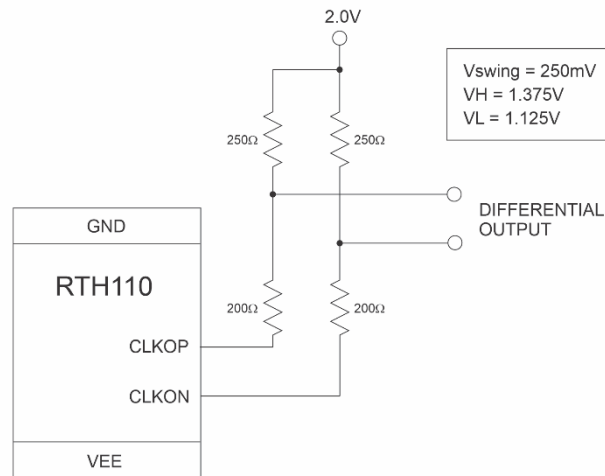 2.0V
Vswing = 250mV
VH = 1.375V
VL = 1.125V
250Ω
250Ω
DIFFERENTIAL
OUTPUT
GND
RTH110
200Ω
200Ω
CLKOP
CLKON
VEE